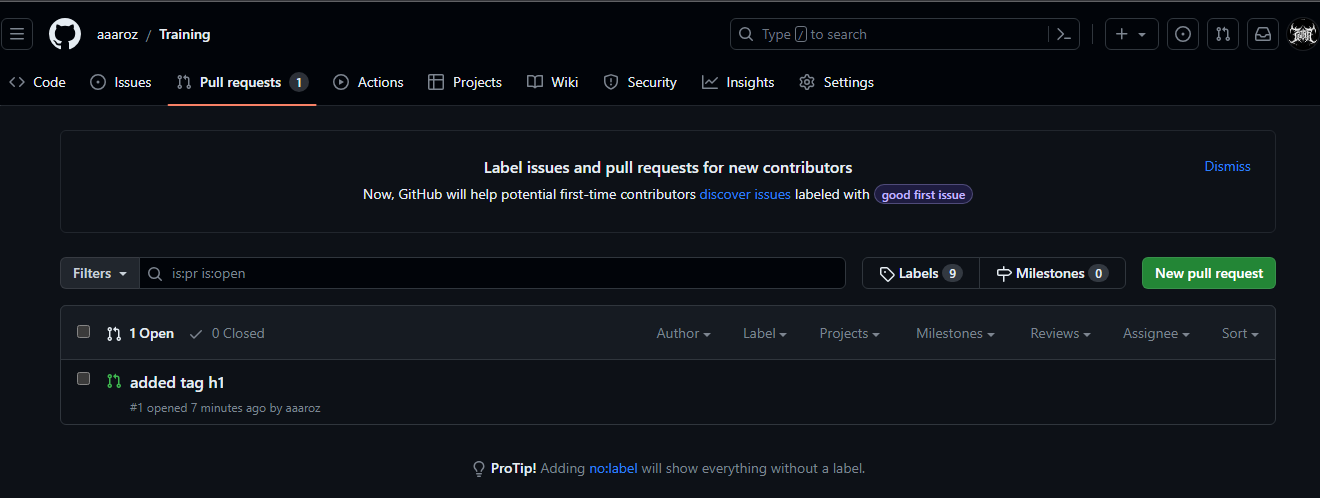 aaaroz / Training
Type / to search
Code Issues Pull requests 1 Actions Projects Wiki Security Insights Settings
Label issues and pull requests for new contributors
Dismiss
Now, GitHub will help potential first-time contributors discover issues labeled with good first issue
Filters is:pr is:open Labels 9 Milestones 0 New pull request
1 Open 0 Closed Author Label Projects Milestones Reviews Assignee Sort
added tag h1
#1 opened 7 minutes ago by aaaroz
ProTip! Adding no:label will show everything without a label.